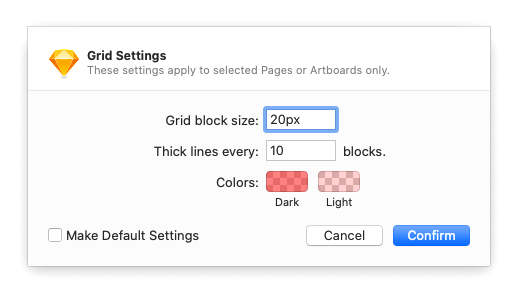 Grid Settings
These settings apply to selected Pages or Artboards only.
Grid block size: 20px
Thick lines every: 10 blocks.
Colors:
Dark Light
Make Default Settings Cancel Confirm